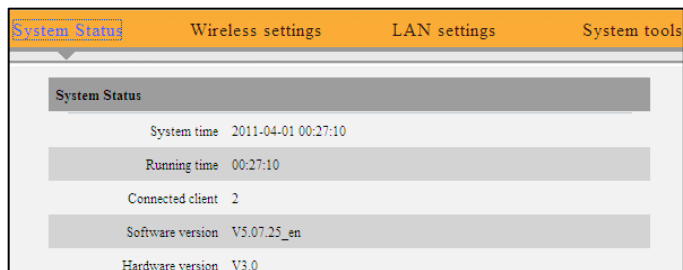 System Status Wireless settings LAN settings System tools
System Status
System time 2011-04-01 00:27:10
Running time 00:27:10
Connected client 2
Software version V5.07.25_en
Hardware version V3.0